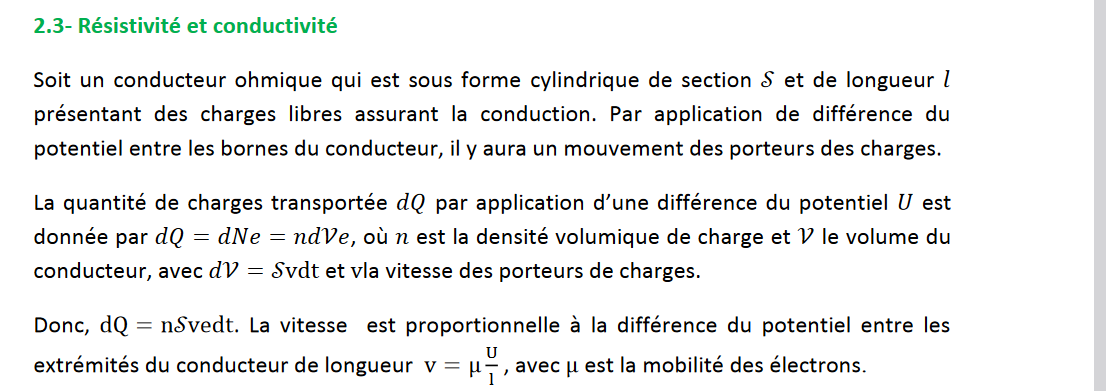 2.3- Résistivité et conductivité
Soit un conducteur ohmique qui est sous forme cylindrique de section 𝒮 et de longueur 𝑙
présentant des charges libres assurant la conduction. Par application de différence du
potentiel entre les bornes du conducteur, il y aura un mouvement des porteurs des charges.
La quantité de charges transportée 𝑑𝑄 par application d’une différence du potentiel 𝑈 est
donnée par 𝑑𝑄 = 𝑑𝑁𝑒 = 𝑛𝑑𝒱𝑒, où 𝑛 est la densité volumique de charge et 𝒱 le volume du
conducteur, avec 𝑑𝒱 = 𝒮vdt et vla vitesse des porteurs de charges.
Donc, dQ = n𝒮vedt. La vitesse est proportionnelle à la différence du potentiel entre les
extrémités du conducteur de longueur v = μ U/l, avec μ est la mobilité des électrons.